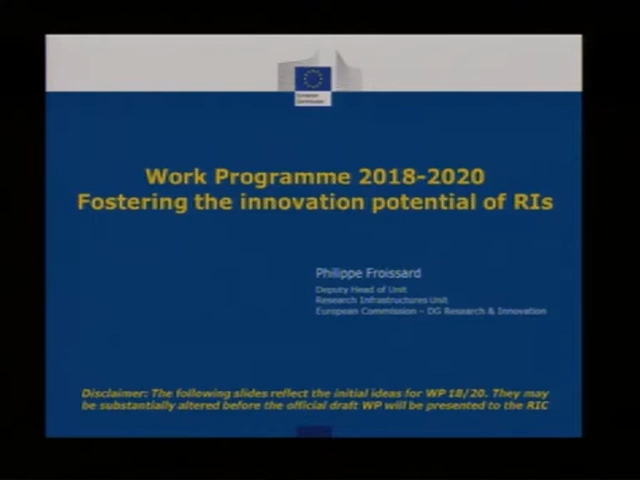 European
Commission
Work Programme 2018-2020
Fostering the innovation potential of RIs
Philippe Froissard
Deputy Head of Unit
Research Infrastructures Unit
European Commission – DG Research & Innovation
Disclaimer: The following slides reflect the initial ideas for WP 18/20. They may
be substantially altered before the official draft WP will be presented to the RIC